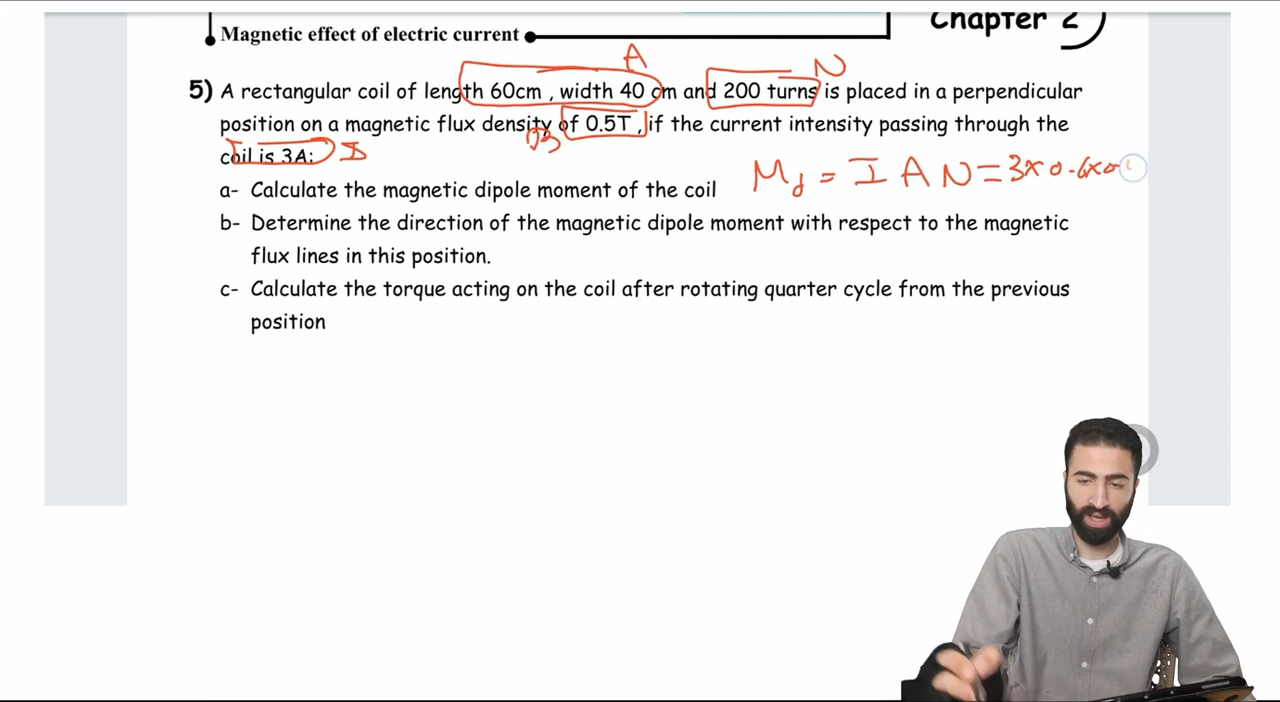 Chapter 2
Magnetic effect of electric current
A
N
5) A rectangular coil of length 60cm , width 40 cm and 200 turns is placed in a perpendicular
position on a magnetic flux density of 0.5T , if the current intensity passing through the
B
coil is 3A: I
Md = I A N = 3x0.6x0.
a- Calculate the magnetic dipole moment of the coil
b- Determine the direction of the magnetic dipole moment with respect to the magnetic
flux lines in this position.
c- Calculate the torque acting on the coil after rotating quarter cycle from the previous
position